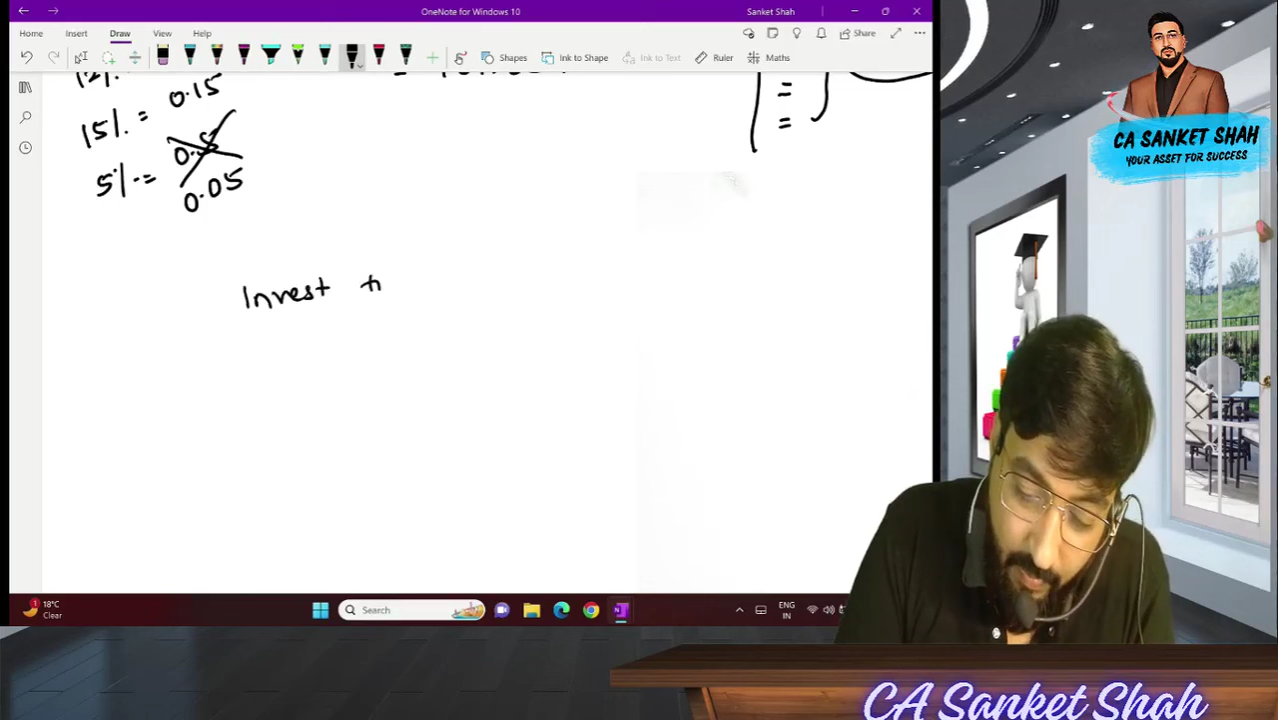 OneNote for Windows 10
Sanket Shah
Home Insert Draw View Help
Share
Shapes Ink to Shape Ink to Text Ruler Maths
0.15
15%. =
5%. =
0.5
0.05
Invest
CA SANKET SHAH
YOUR ASSET FOR SUCCESS
1
18°C
Clear
Search
ENG
IN
CA Sanket Shah